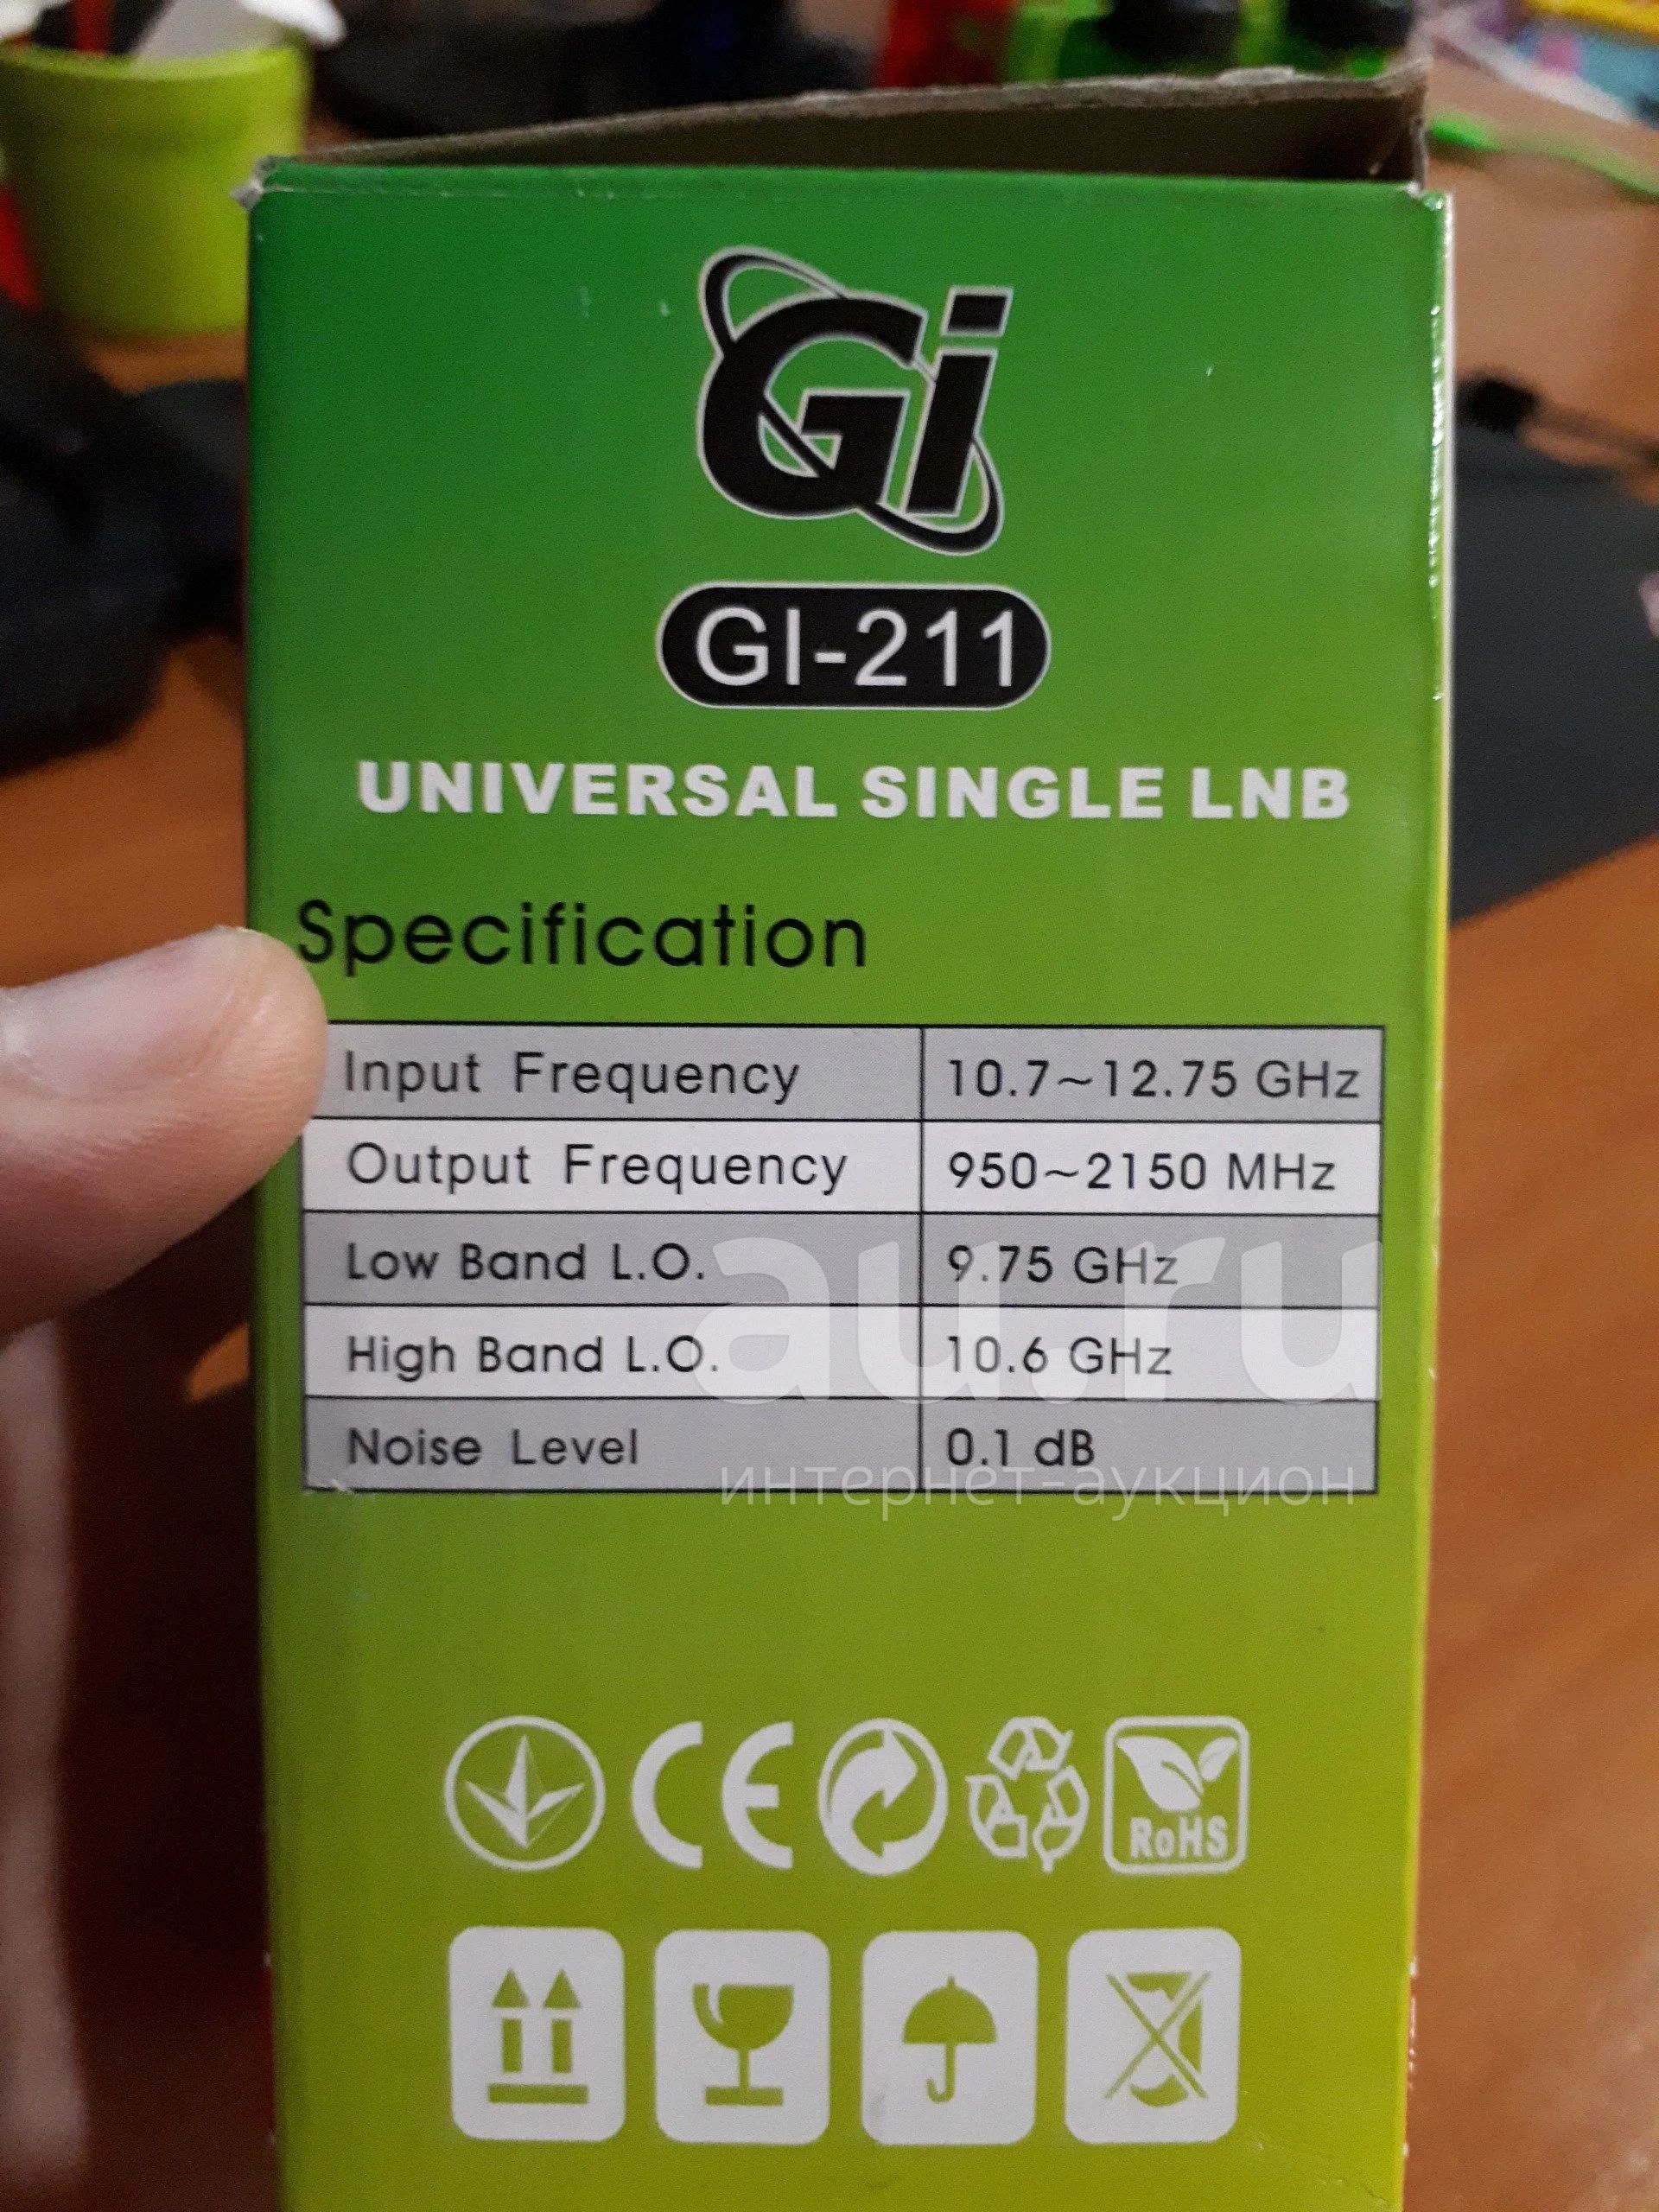 Gi
GI-211
UNIVERSAL SINGLE LNB
Specification
Input Frequency 10.7~12.75 GHz
Output Frequency 950~2150 MHz
Low Band L.O. 9.75 GHz
High Band L.O. 10.6 GHz
Noise Level 0.1 dB
au.ru
интернет-аукцион
CE
RoHS